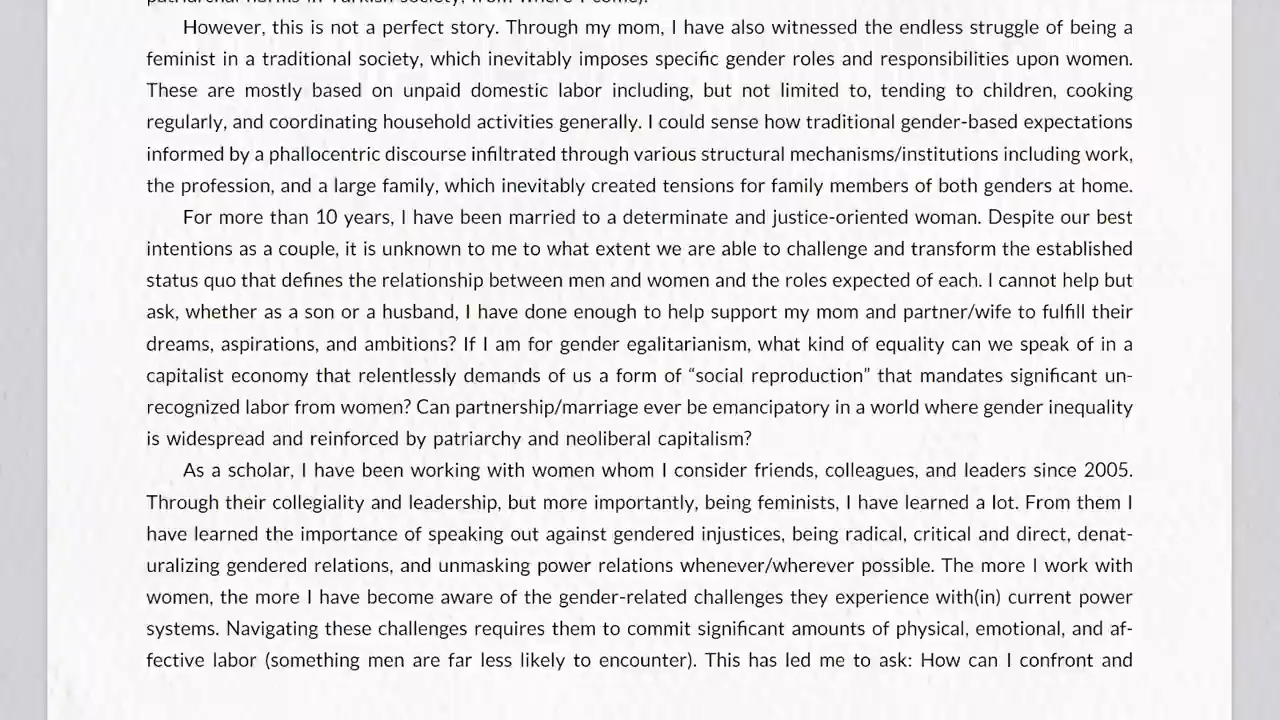 patriarchal norms in Turkish society, from where I come).
However, this is not a perfect story. Through my mom, I have also witnessed the endless struggle of being a
feminist in a traditional society, which inevitably imposes specific gender roles and responsibilities upon women.
These are mostly based on unpaid domestic labor including, but not limited to, tending to children, cooking
regularly, and coordinating household activities generally. I could sense how traditional gender-based expectations
informed by a phallocentric discourse infiltrated through various structural mechanisms/institutions including work,
the profession, and a large family, which inevitably created tensions for family members of both genders at home.
For more than 10 years, I have been married to a determinate and justice-oriented woman. Despite our best
intentions as a couple, it is unknown to me to what extent we are able to challenge and transform the established
status quo that defines the relationship between men and women and the roles expected of each. I cannot help but
ask, whether as a son or a husband, I have done enough to help support my mom and partner/wife to fulfill their
dreams, aspirations, and ambitions? If I am for gender egalitarianism, what kind of equality can we speak of in a
capitalist economy that relentlessly demands of us a form of “social reproduction” that mandates significant un-
recognized labor from women? Can partnership/marriage ever be emancipatory in a world where gender inequality
is widespread and reinforced by patriarchy and neoliberal capitalism?
As a scholar, I have been working with women whom I consider friends, colleagues, and leaders since 2005.
Through their collegiality and leadership, but more importantly, being feminists, I have learned a lot. From them I
have learned the importance of speaking out against gendered injustices, being radical, critical and direct, denat-
uralizing gendered relations, and unmasking power relations whenever/wherever possible. The more I work with
women, the more I have become aware of the gender-related challenges they experience with(in) current power
systems. Navigating these challenges requires them to commit significant amounts of physical, emotional, and af-
fective labor (something men are far less likely to encounter). This has led me to ask: How can I confront and